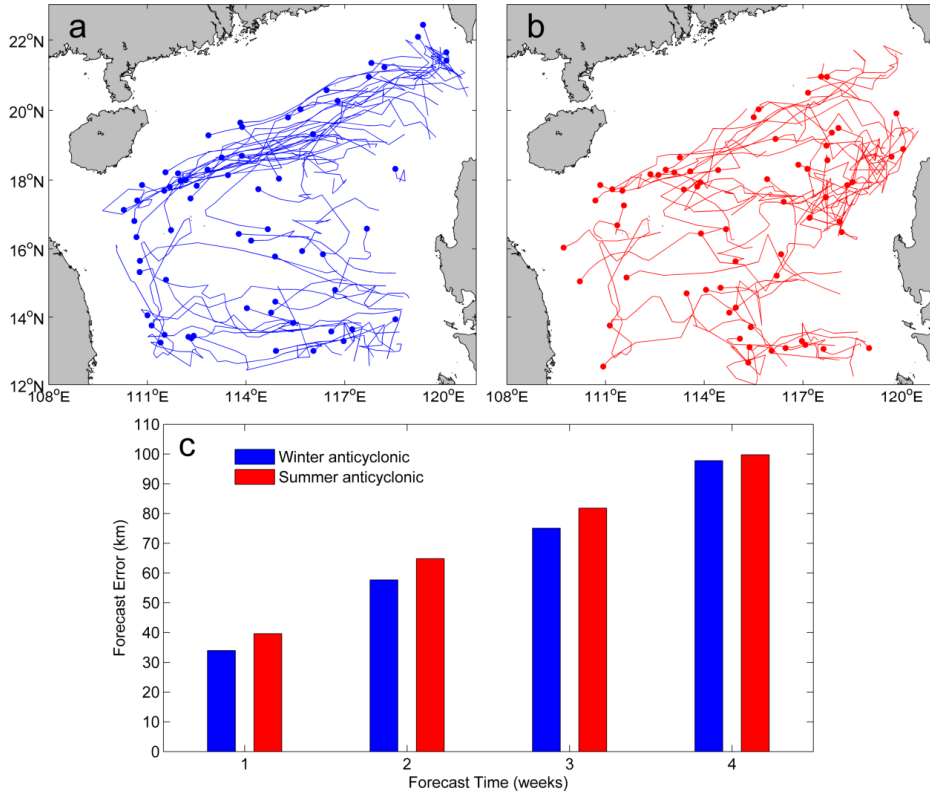 a
b
22°N
20°N
18°N
16°N
14°N
12°N
108°E
111°E
114°E
117°E
120°E
108°E
111°E
114°E
117°E
120°E
c
110
100
90
80
70
60
50
40
30
20
10
0
Forecast Error (km)
Winter anticyclonic
Summer anticyclonic
1
2
3
4
Forecast Time (weeks)